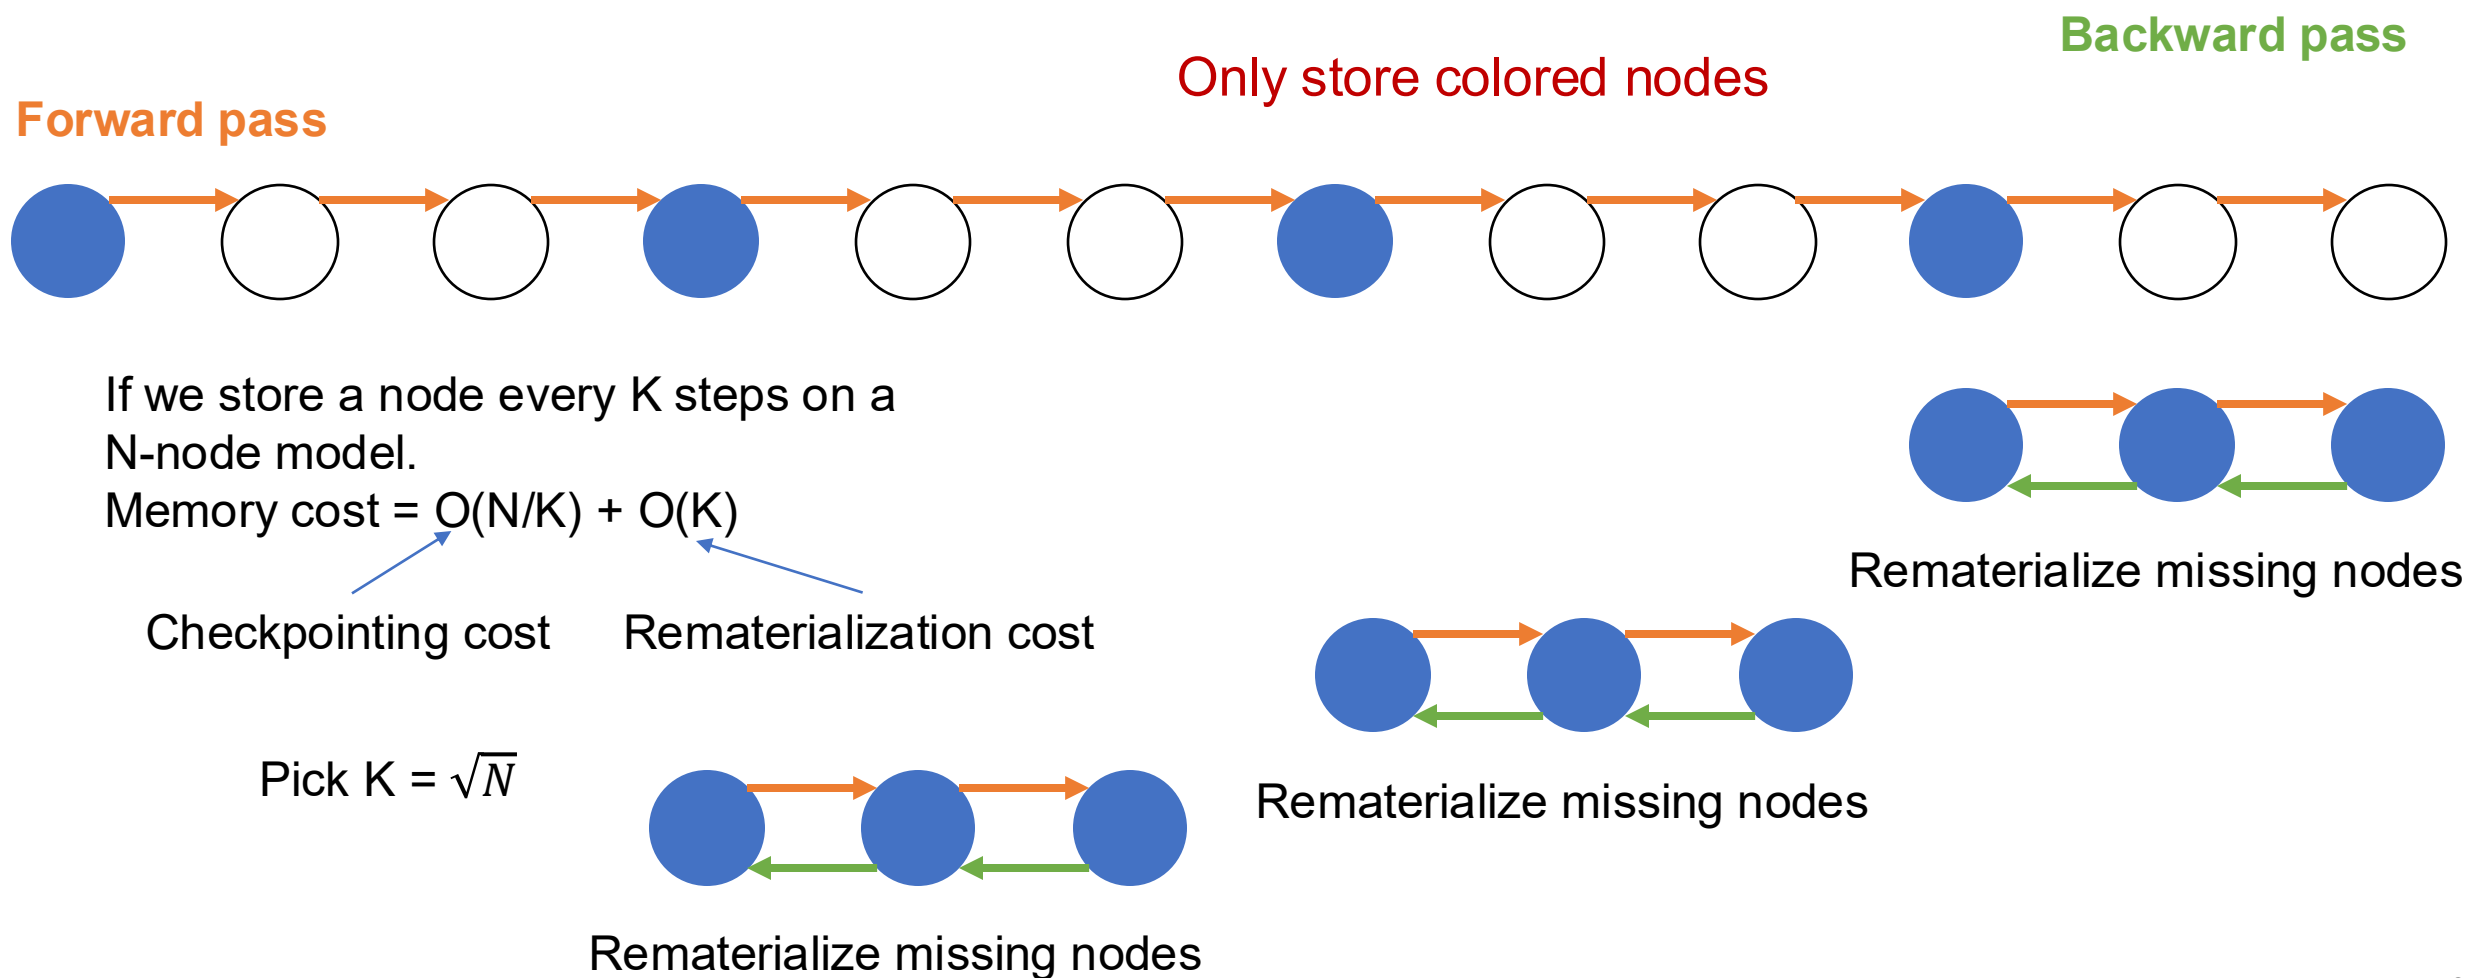 Backward pass
Only store colored nodes
Forward pass
If we store a node every K steps on a
N-node model.
Memory cost = O(N/K) + O(K)
Rematerialize missing nodes
Checkpointing cost
Rematerialization cost
Pick K = √N
Rematerialize missing nodes
Rematerialize missing nodes